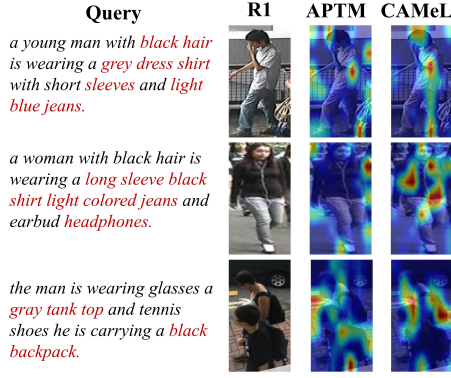 Query R1 APTM CAMeL
a young man with black hair
is wearing a grey dress shirt
with short sleeves and light
blue jeans.
a woman with black hair is
wearing a long sleeve black
shirt light colored jeans and
earbud headphones.
the man is wearing glasses a
gray tank top and tennis
shoes he is carrying a black
backpack.